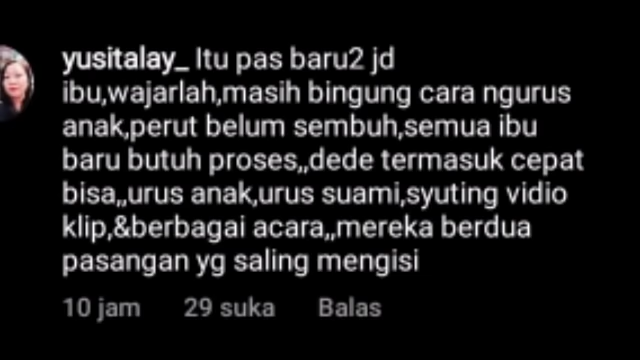 yusitalay_ Itu pas baru2 jd
ibu,wajarlah,masih bingung cara ngurus
anak,perut belum sembuh,semua ibu
baru butuh proses,,dede termasuk cepat
bisa,,urus anak,urus suami,syuting vidio
klip,&berbagai acara,,mereka berdua
pasangan yg saling mengisi
10 jam 29 suka Balas